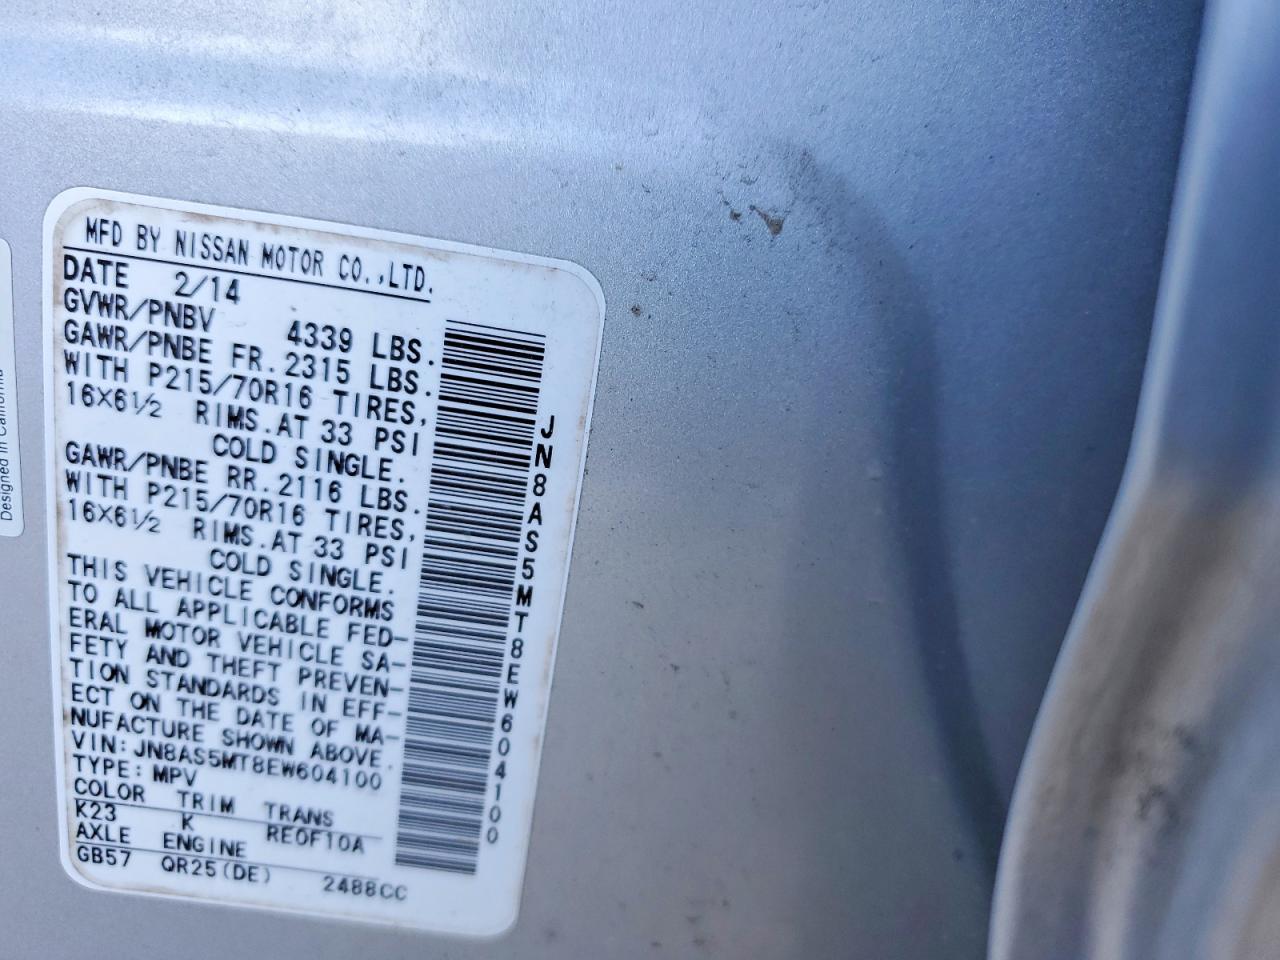 MFD BY NISSAN MOTOR CO.,LTD.
DATE 2/14
GVWR/PNBV 4339 LBS.
GAWR/PNBE FR.2315 LBS.
WITH P215/70R16 TIRES,
16X6½ RIMS.AT 33 PSI
COLD SINGLE.
GAWR/PNBE RR.2116 LBS.
WITH P215/70R16 TIRES,
16X6½ RIMS.AT 33 PSI
COLD SINGLE.
THIS VEHICLE CONFORMS
TO ALL APPLICABLE FED-
ERAL MOTOR VEHICLE SA-
FETY AND THEFT PREVEN-
TION STANDARDS IN EFF-
ECT ON THE DATE OF MA-
NUFACTURE SHOWN ABOVE.
VIN:JN8AS5MT8EW604100
TYPE:MPV
COLOR TRIM TRANS
K23 K RE0F10A
AXLE ENGINE
GB57 QR25(DE) 2488CC
JN8AS5MT8EW604100
Designed in California